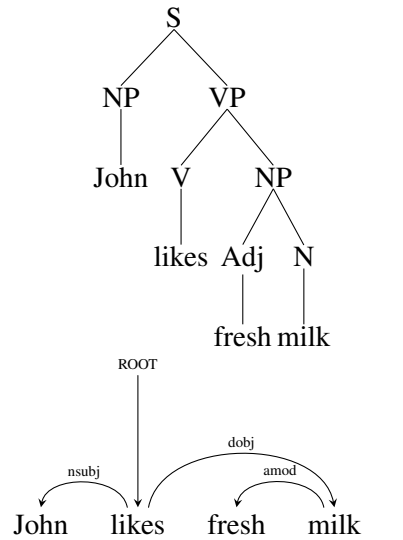 S
NP VP
John V NP
likes Adj N
fresh milk
ROOT
dobj
nsubj amod
John likes fresh milk